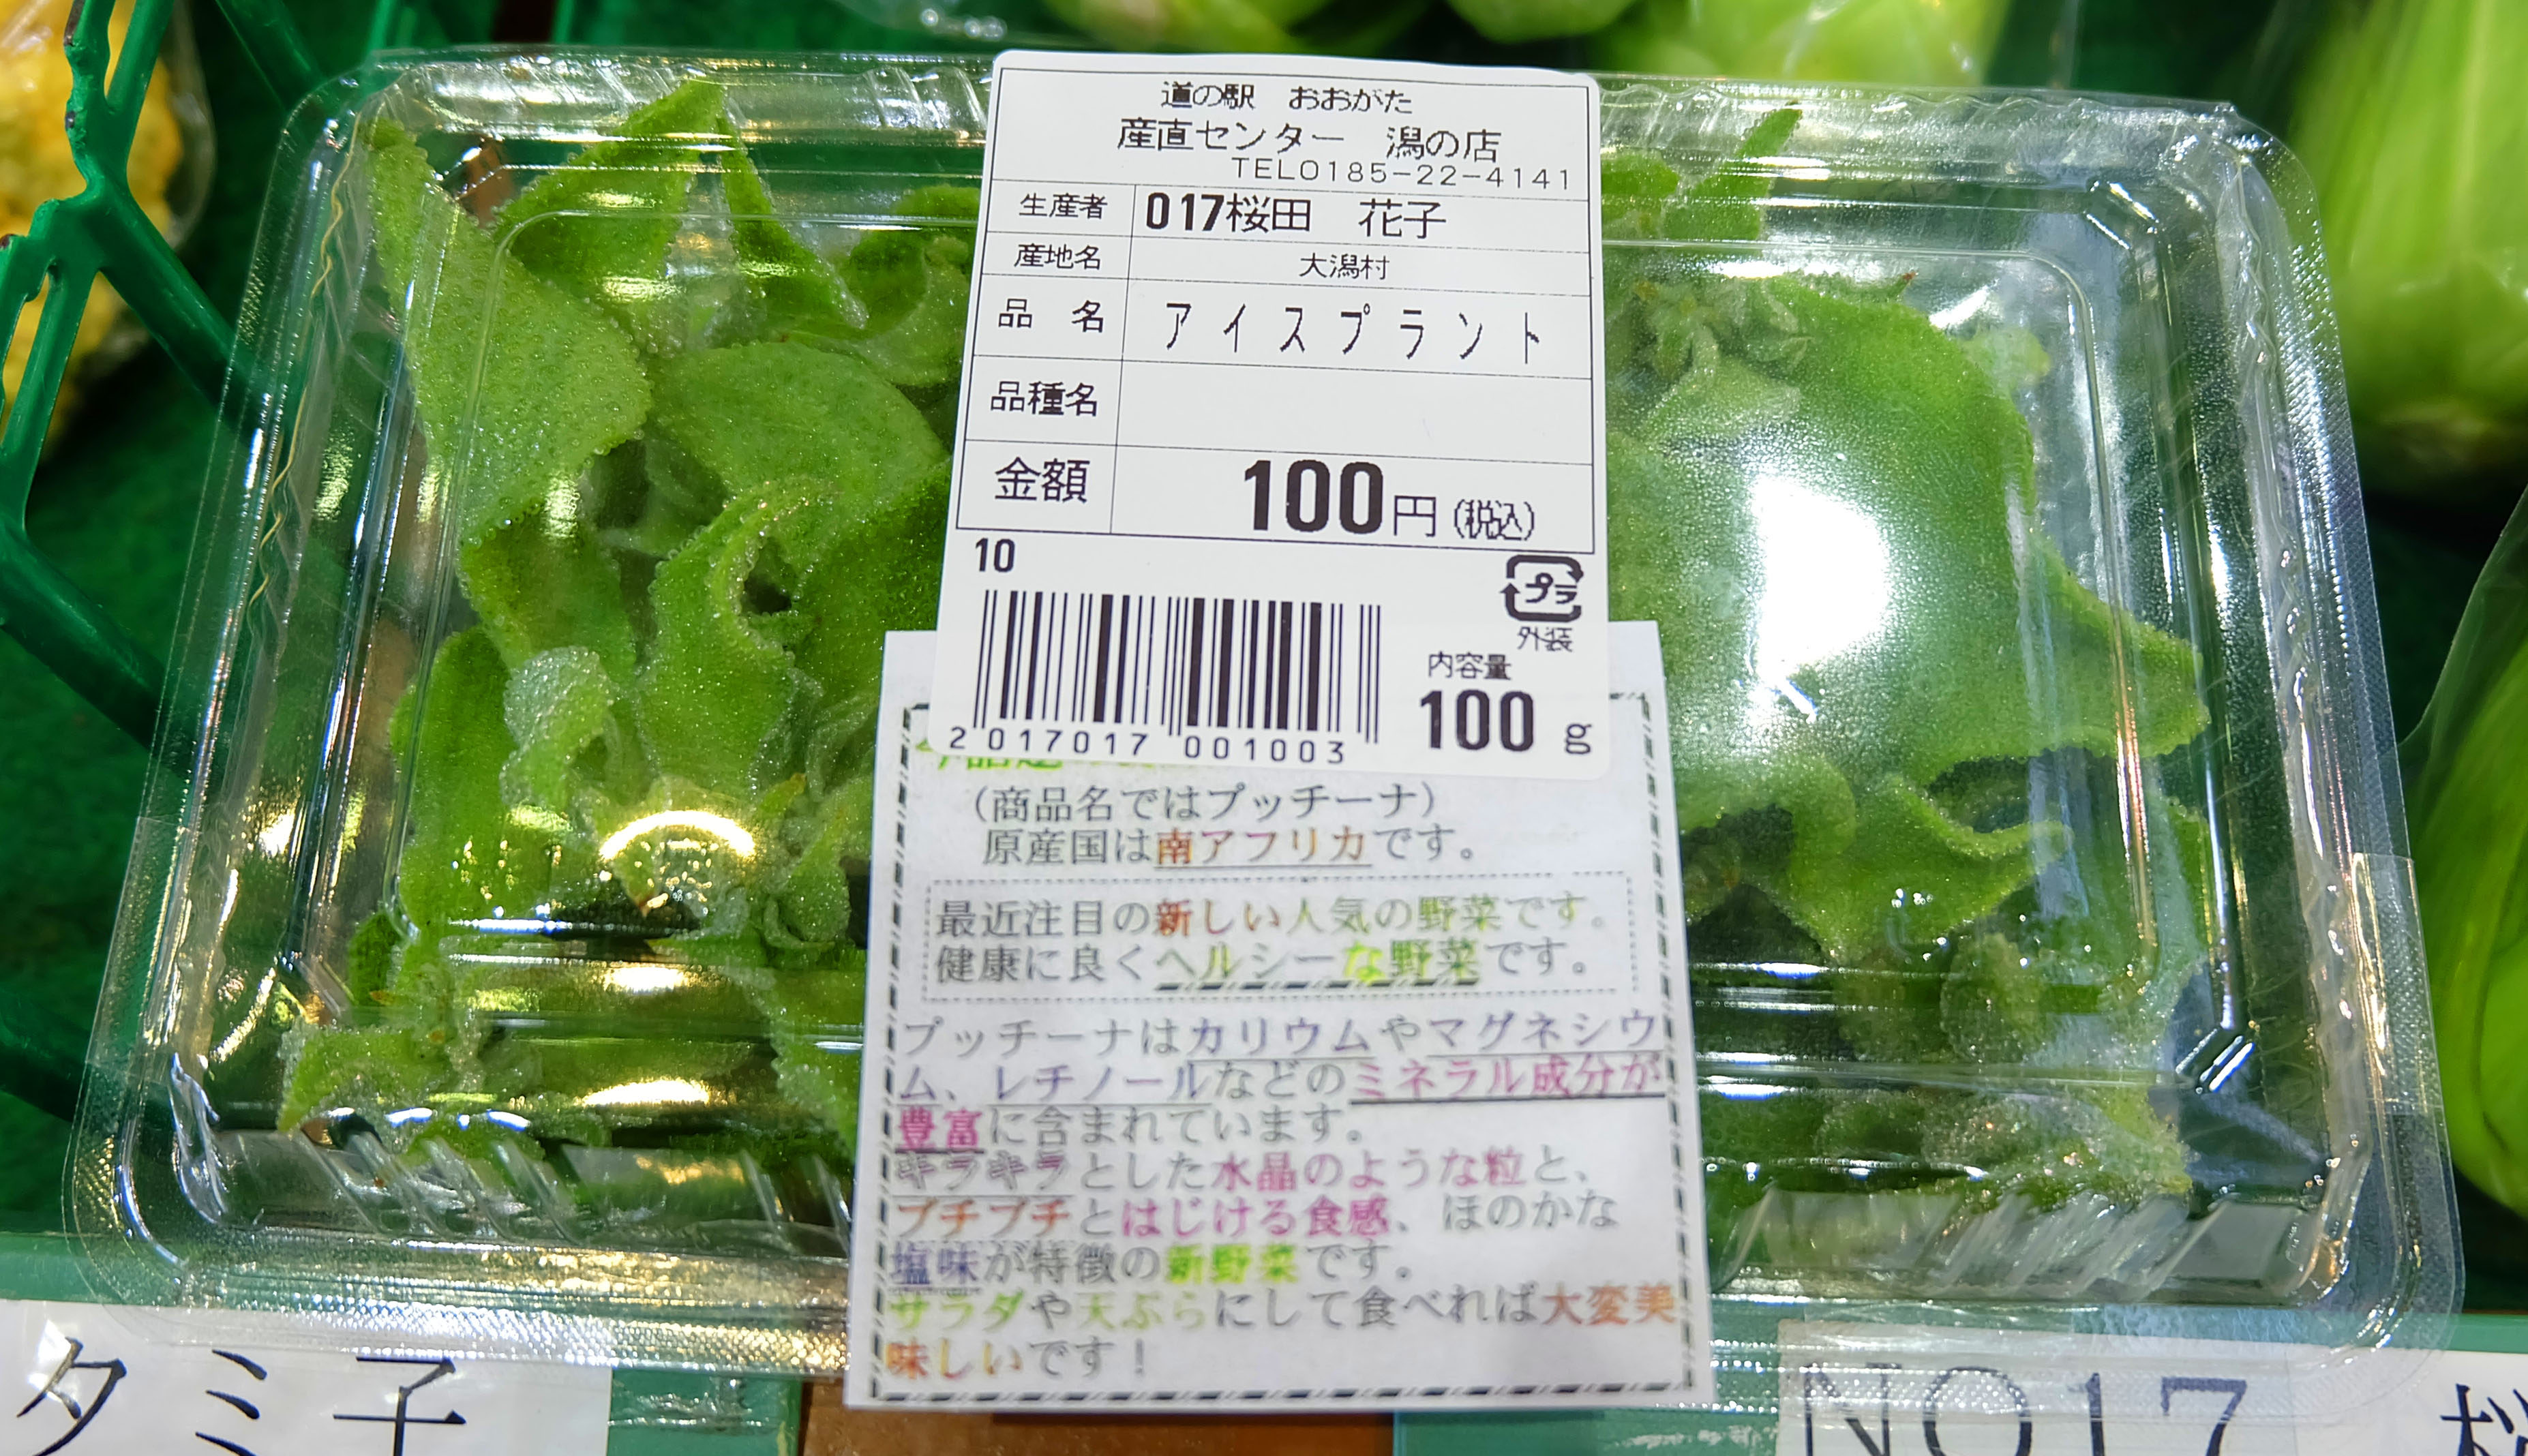 道の駅　おおがた
産直センター　潟の店
TEL0185-22-4141
生産者 017桜田　花子
産地名 大潟村
品　名 アイスプラント
品種名
金額 100円(税込)
10
プラ
外装
内容量
100 g
2 017017 001003
(商品名ではプッチーナ)
原産国は南アフリカです。
最近注目の新しい人気の野菜です。
健康に良くヘルシーな野菜です。
プッチーナはカリウムやマグネシウ
ム、レチノールなどのミネラル成分が
豊富に含まれています。
キラキラとした水晶のような粒と、
プチプチとはじける食感、ほのかな
塩味が特徴の新野菜です。
サラダや天ぷらにして食べれば大変美
味しいです！
タミ子
NO17